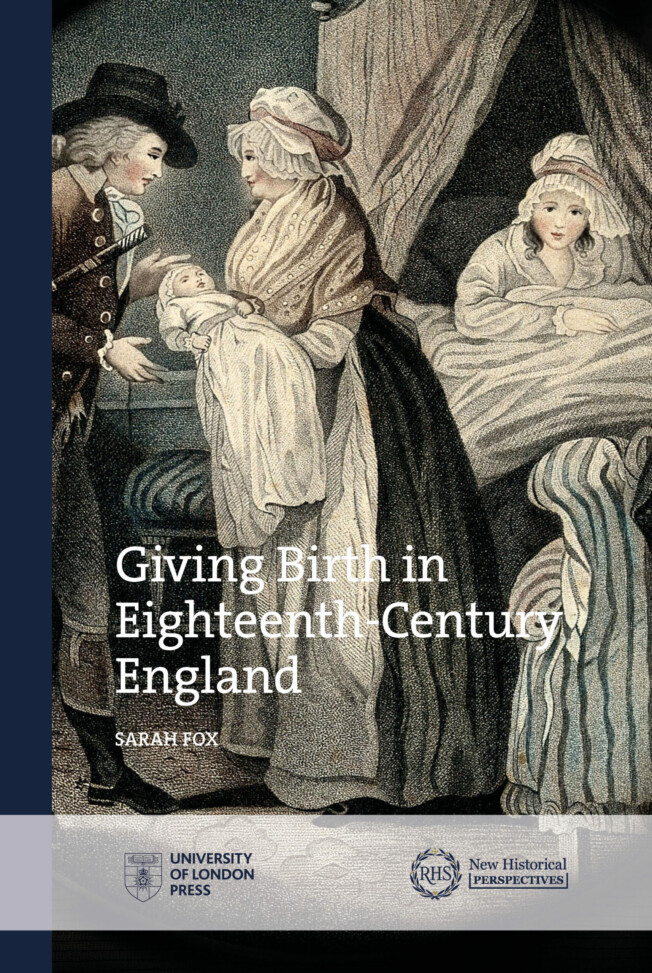 Giving Birth in
Eighteenth-Century
England
SARAH FOX
UNIVERSITY
OF LONDON
PRESS
RHS
New Historical
PERSPECTIVES